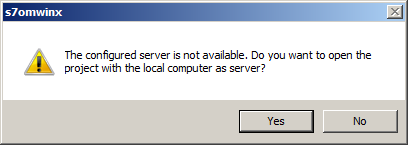 s7omwinx
The configured server is not available. Do you want to open the
project with the local computer as server?
Yes
No